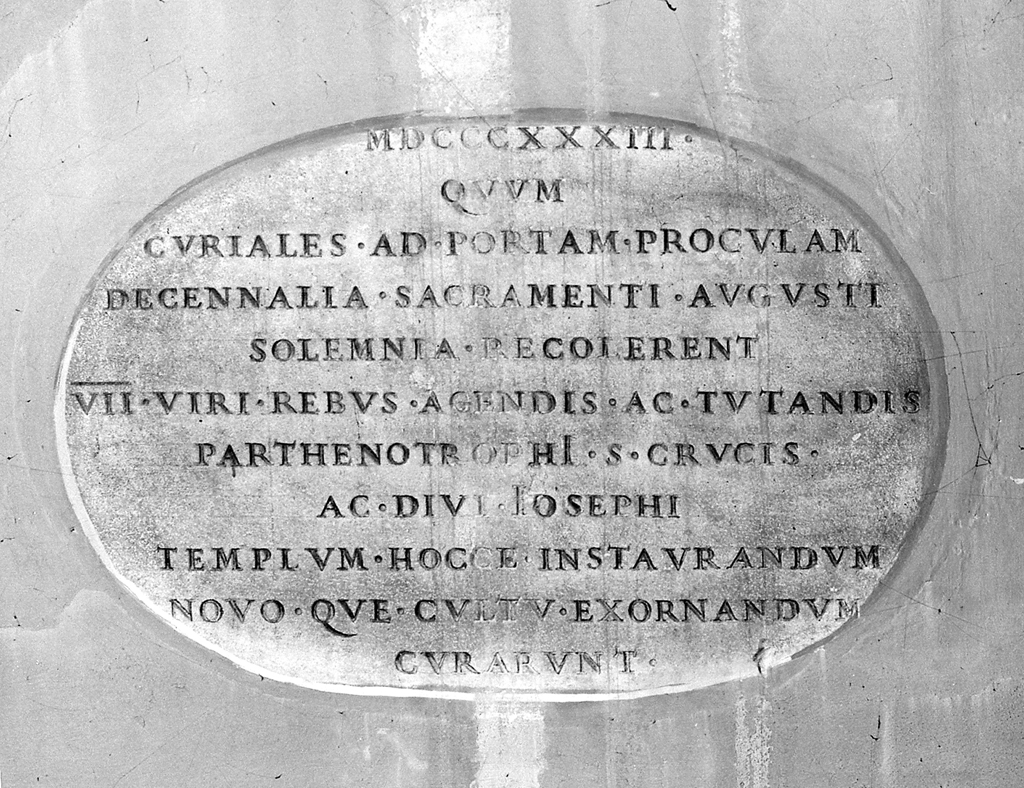 MDCCCXXXIII·
QVVM
CVRIALES·AD·PORTAM·PROCVLAM
DECENNALIA·SACRAMENTI·AVGVSTI
SOLEMNIA·RECOLERENT
VII·VIRI·REBVS·AGENDIS·AC·TVTANDIS
PARTHENOTROPHI·S·CRVCIS·
AC·DIVI·IOSEPHI
TEMPLVM·HOCCE·INSTAVRANDVM
NOVO·QVE·CVLTV·EXORNANDVM
CVRARVNT·